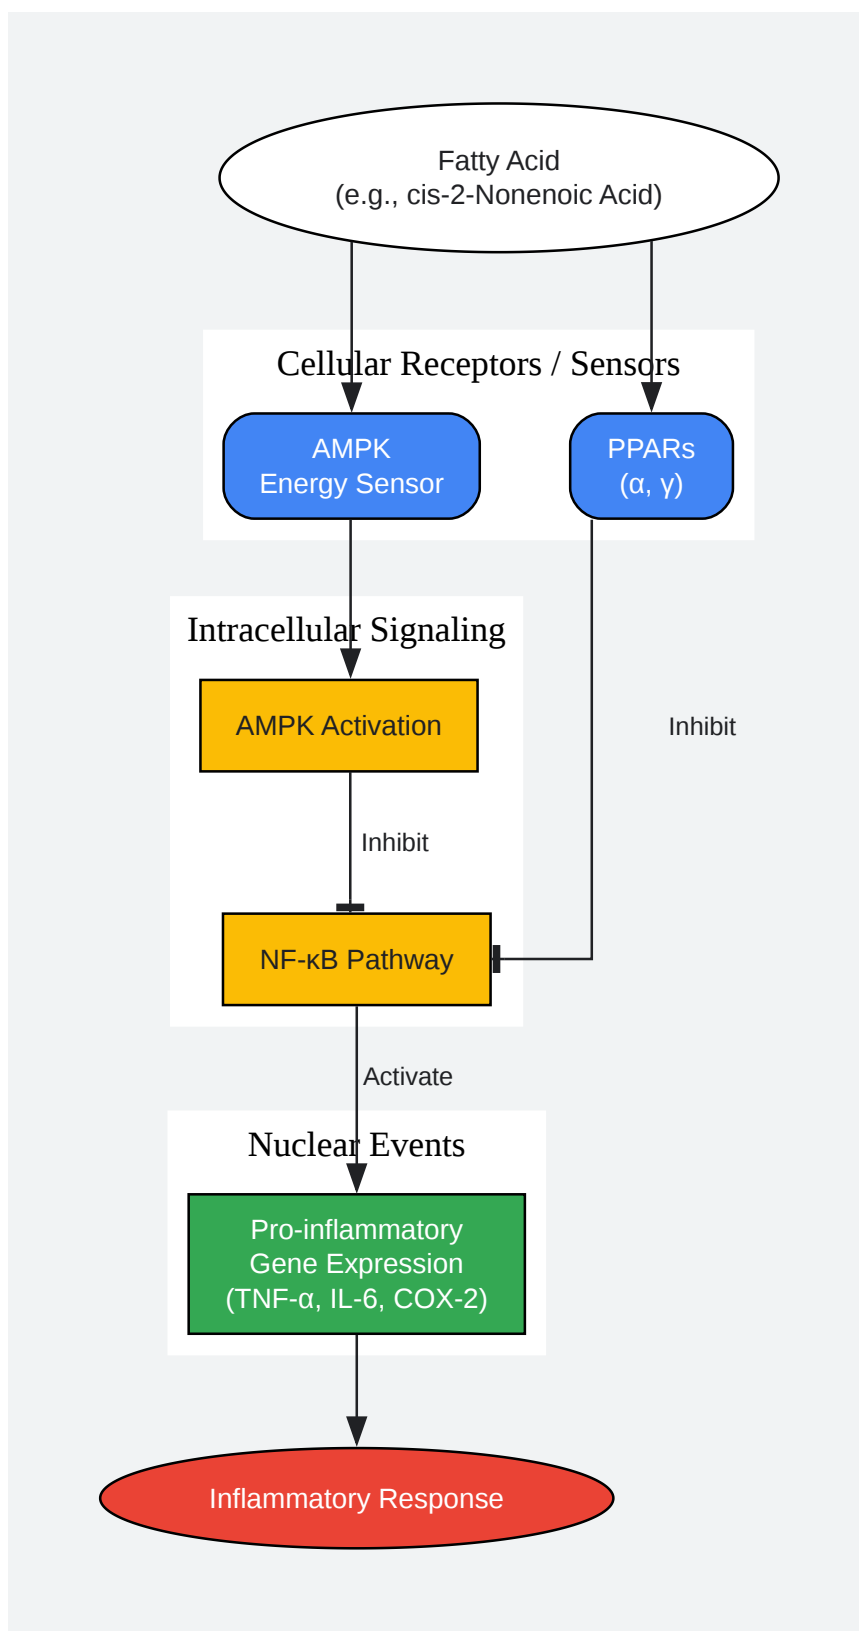 Fatty Acid
(e.g., cis-2-Nonenoic Acid)
Cellular Receptors / Sensors
AMPK
Energy Sensor
PPARs
(α, γ)
Intracellular Signaling
AMPK Activation
Inhibit
Inhibit
NF-κB Pathway
Activate
Nuclear Events
Pro-inflammatory
Gene Expression
(TNF-α, IL-6, COX-2)
Inflammatory Response